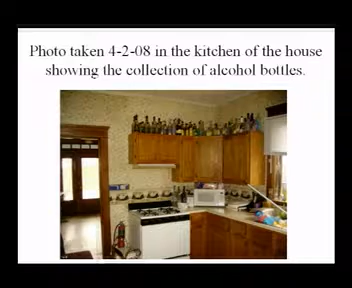 Photo taken 4-2-08 in the kitchen of the house
showing the collection of alcohol bottles.